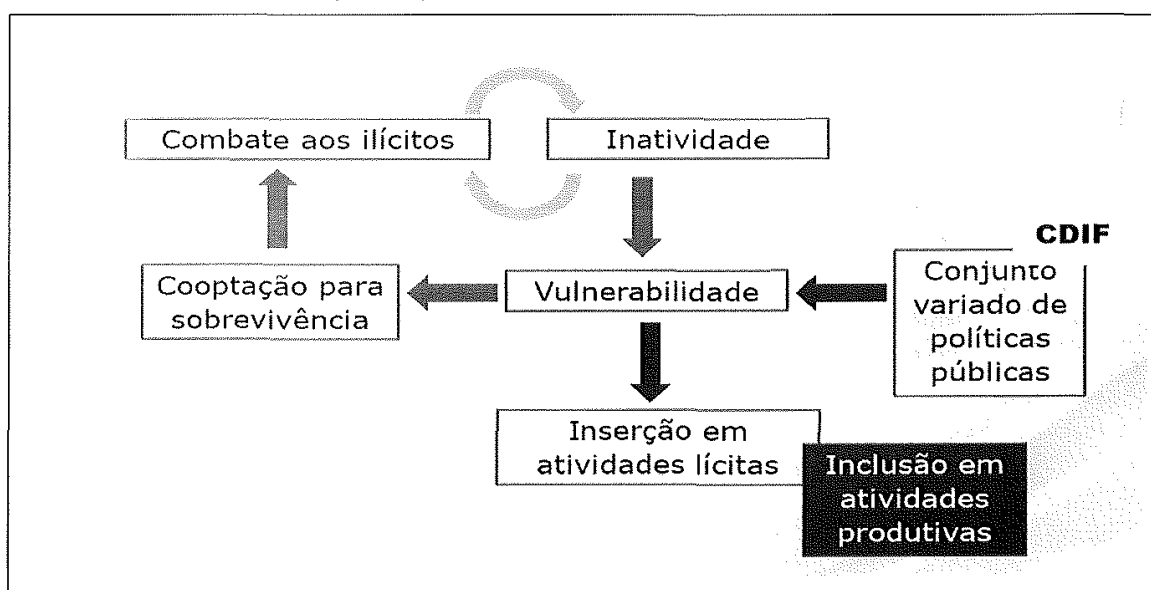 Combate aos ilícitos
Inatividade
CDIF
Cooptação para
sobrevivência
Vulnerabilidade
Conjunto
variado de
políticas
públicas
Inserção em
atividades lícitas
Inclusão em
atividades
produtivas